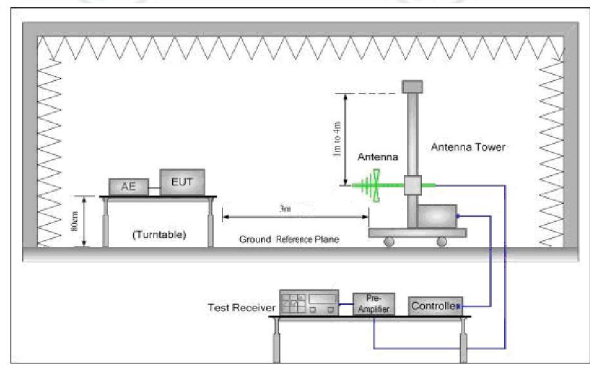 1m to 4m
Antenna
Antenna Tower
AE
EUT
3m
80cm
(Turntable)
Ground Reference Plane
Test Receiver
Pre-
Amplifier
Controller